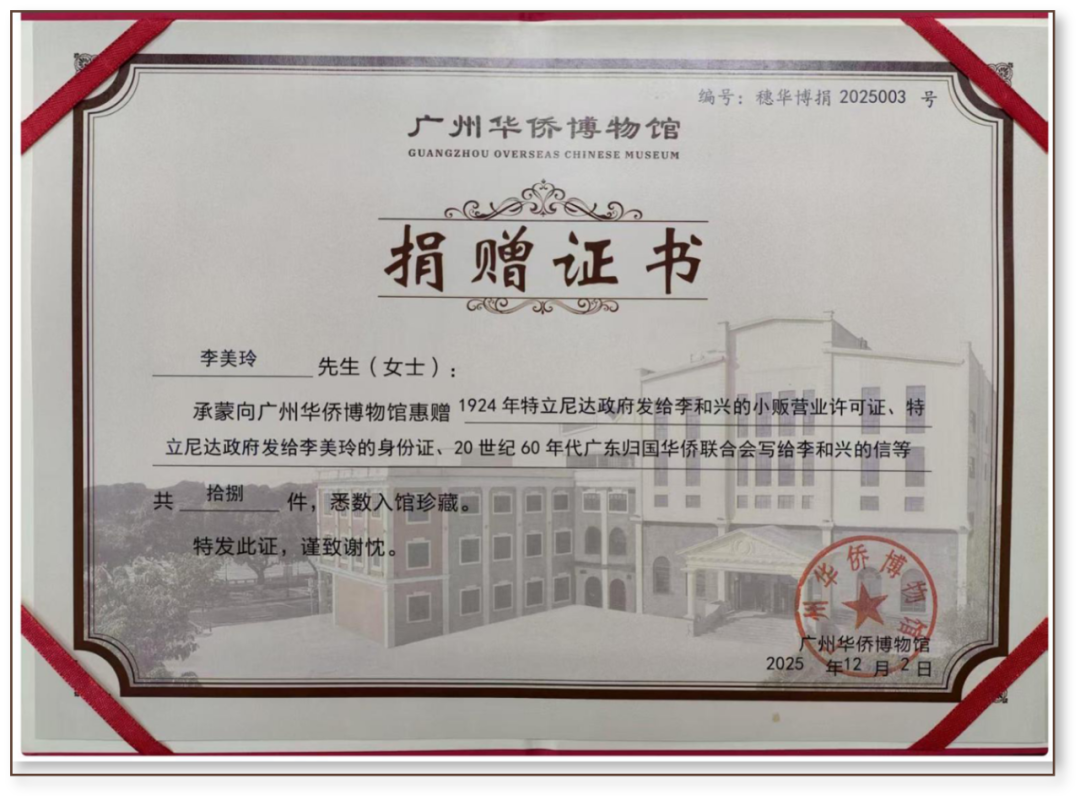 编号：穗华博捐 2025003 号
广州华侨博物馆
GUANGZHOU OVERSEAS CHINESE MUSEUM
捐赠证书
李美玲 先生（女士）：
承蒙向广州华侨博物馆惠赠 1924 年特立尼达政府发给李和兴的小贩营业许可证、特
立尼达政府发给李美玲的身份证、20 世纪 60 年代广东归国华侨联合会写给李和兴的信等
共 拾捌 件，悉数入馆珍藏。
特发此证，谨致谢忱。
州华侨博物馆
广州华侨博物馆
2025 年 12 月 2 日